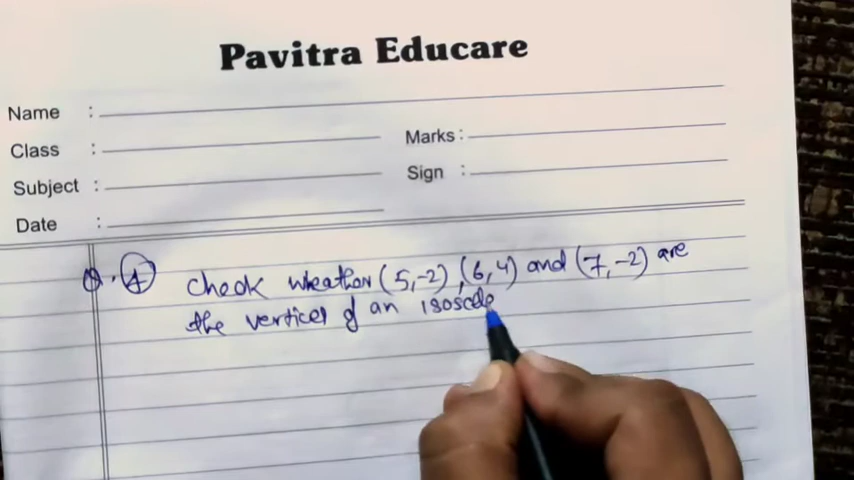 Pavitra Educare
Name :
Class :
Marks :
Subject :
Sign :
Date :
Q. 4 check wheathor (5,-2), (6,4) and (7,-2) are
the vertices of an isoscele